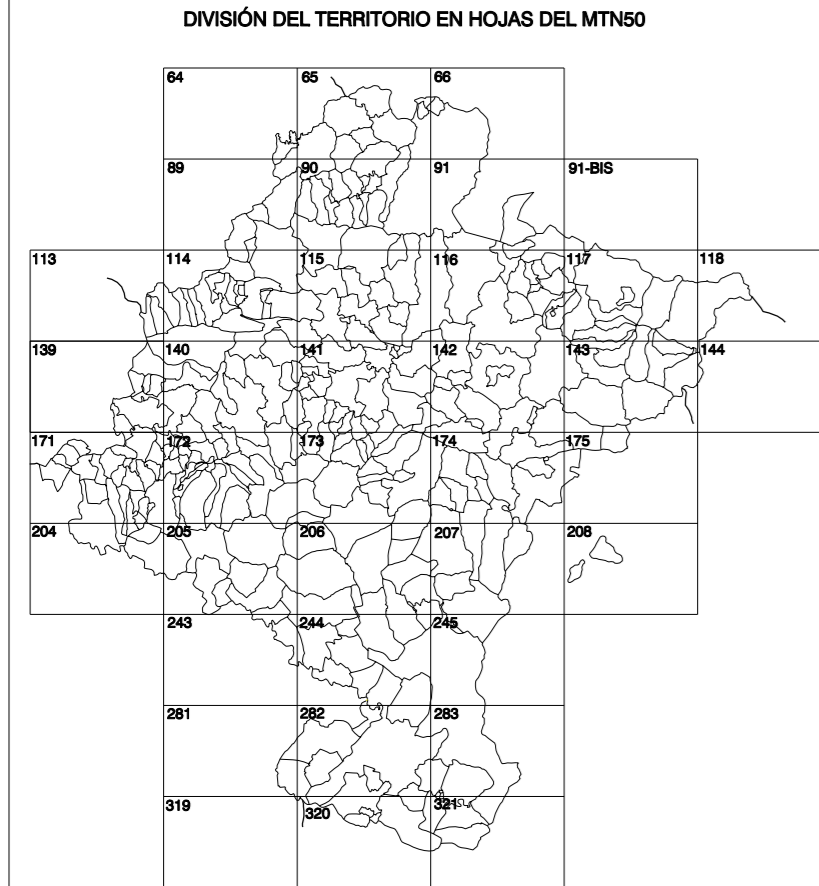 DIVISIÓN DEL TERRITORIO EN HOJAS DEL MTN50
64 65 66
89 90 91 91-BIS
113 114 115 116 117 118
139 140 141 142 143 144
171 172 173 174 175
204 205 206 207 208
243 244 245
281 282 283
319 320 321